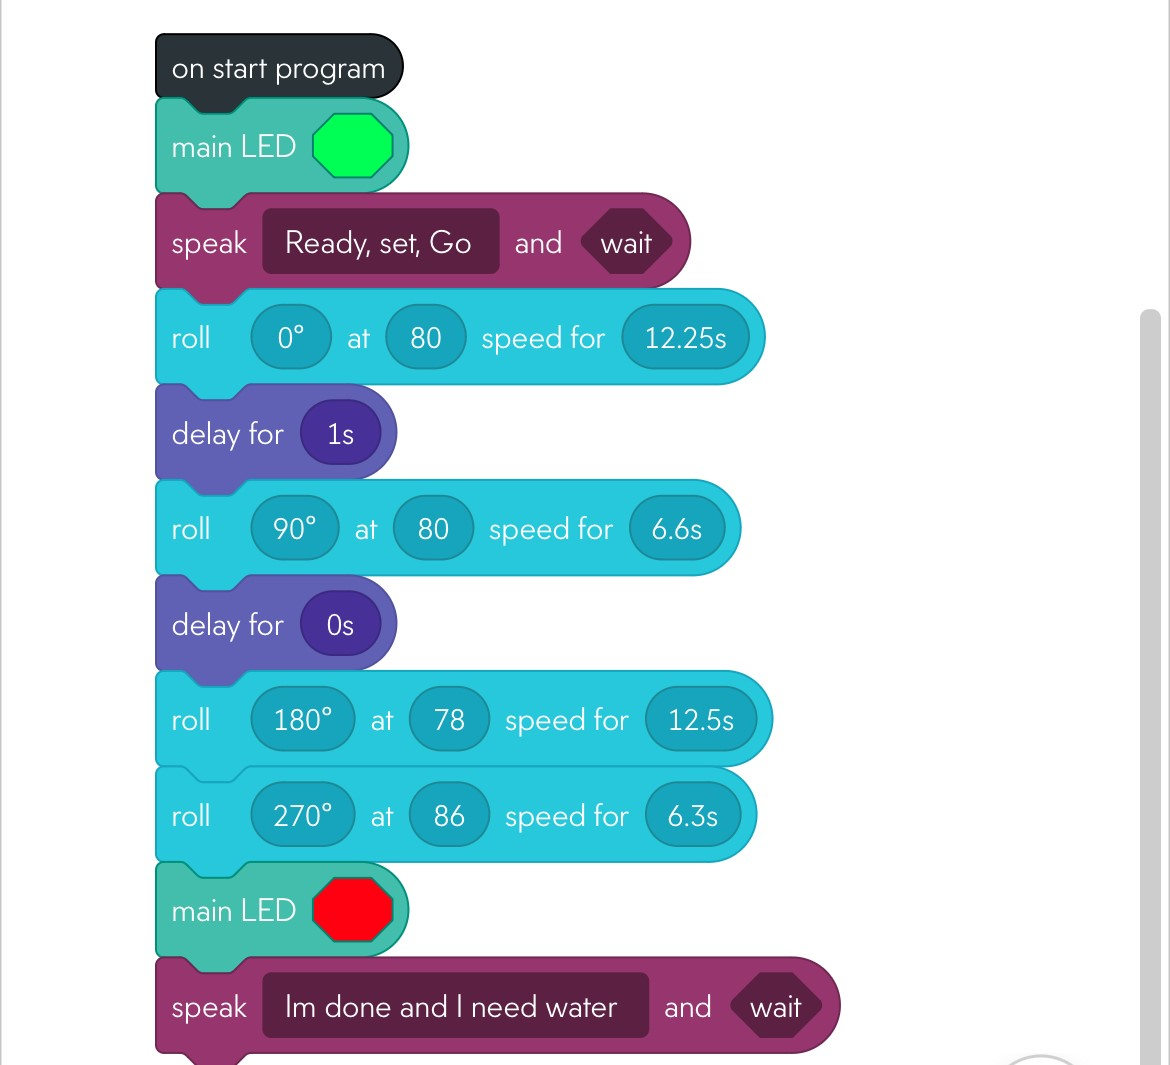 on start program
main LED
speak Ready, set, Go and wait
roll 0° at 80 speed for 12.25s
delay for 1s
roll 90° at 80 speed for 6.6s
delay for 0s
roll 180° at 78 speed for 12.5s
roll 270° at 86 speed for 6.3s
main LED
speak Im done and I need water and wait